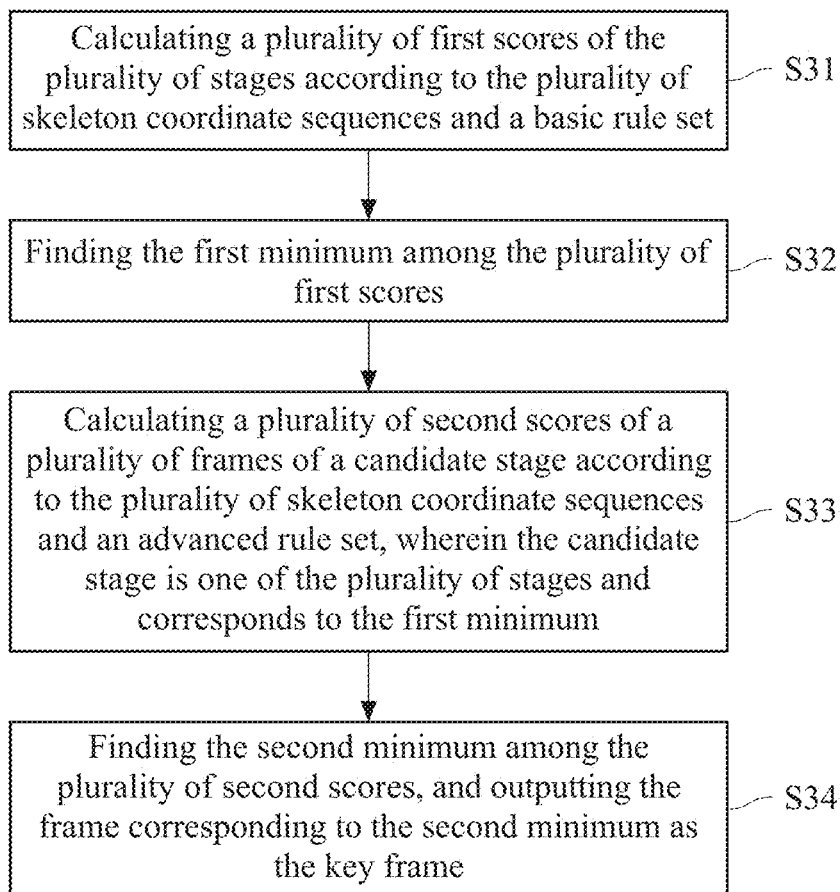 Calculating a plurality of first scores of the
plurality of stages according to the plurality of
skeleton coordinate sequences and a basic rule set
S31
Finding the first minimum among the plurality of
first scores
S32
Calculating a plurality of second scores of a
plurality of frames of a candidate stage according
to the plurality of skeleton coordinate sequences
and an advanced rule set, wherein the candidate
stage is one of the plurality of stages and
corresponds to the first minimum
S33
Finding the second minimum among the
plurality of second scores, and outputting the
frame corresponding to the second minimum as
the key frame
S34